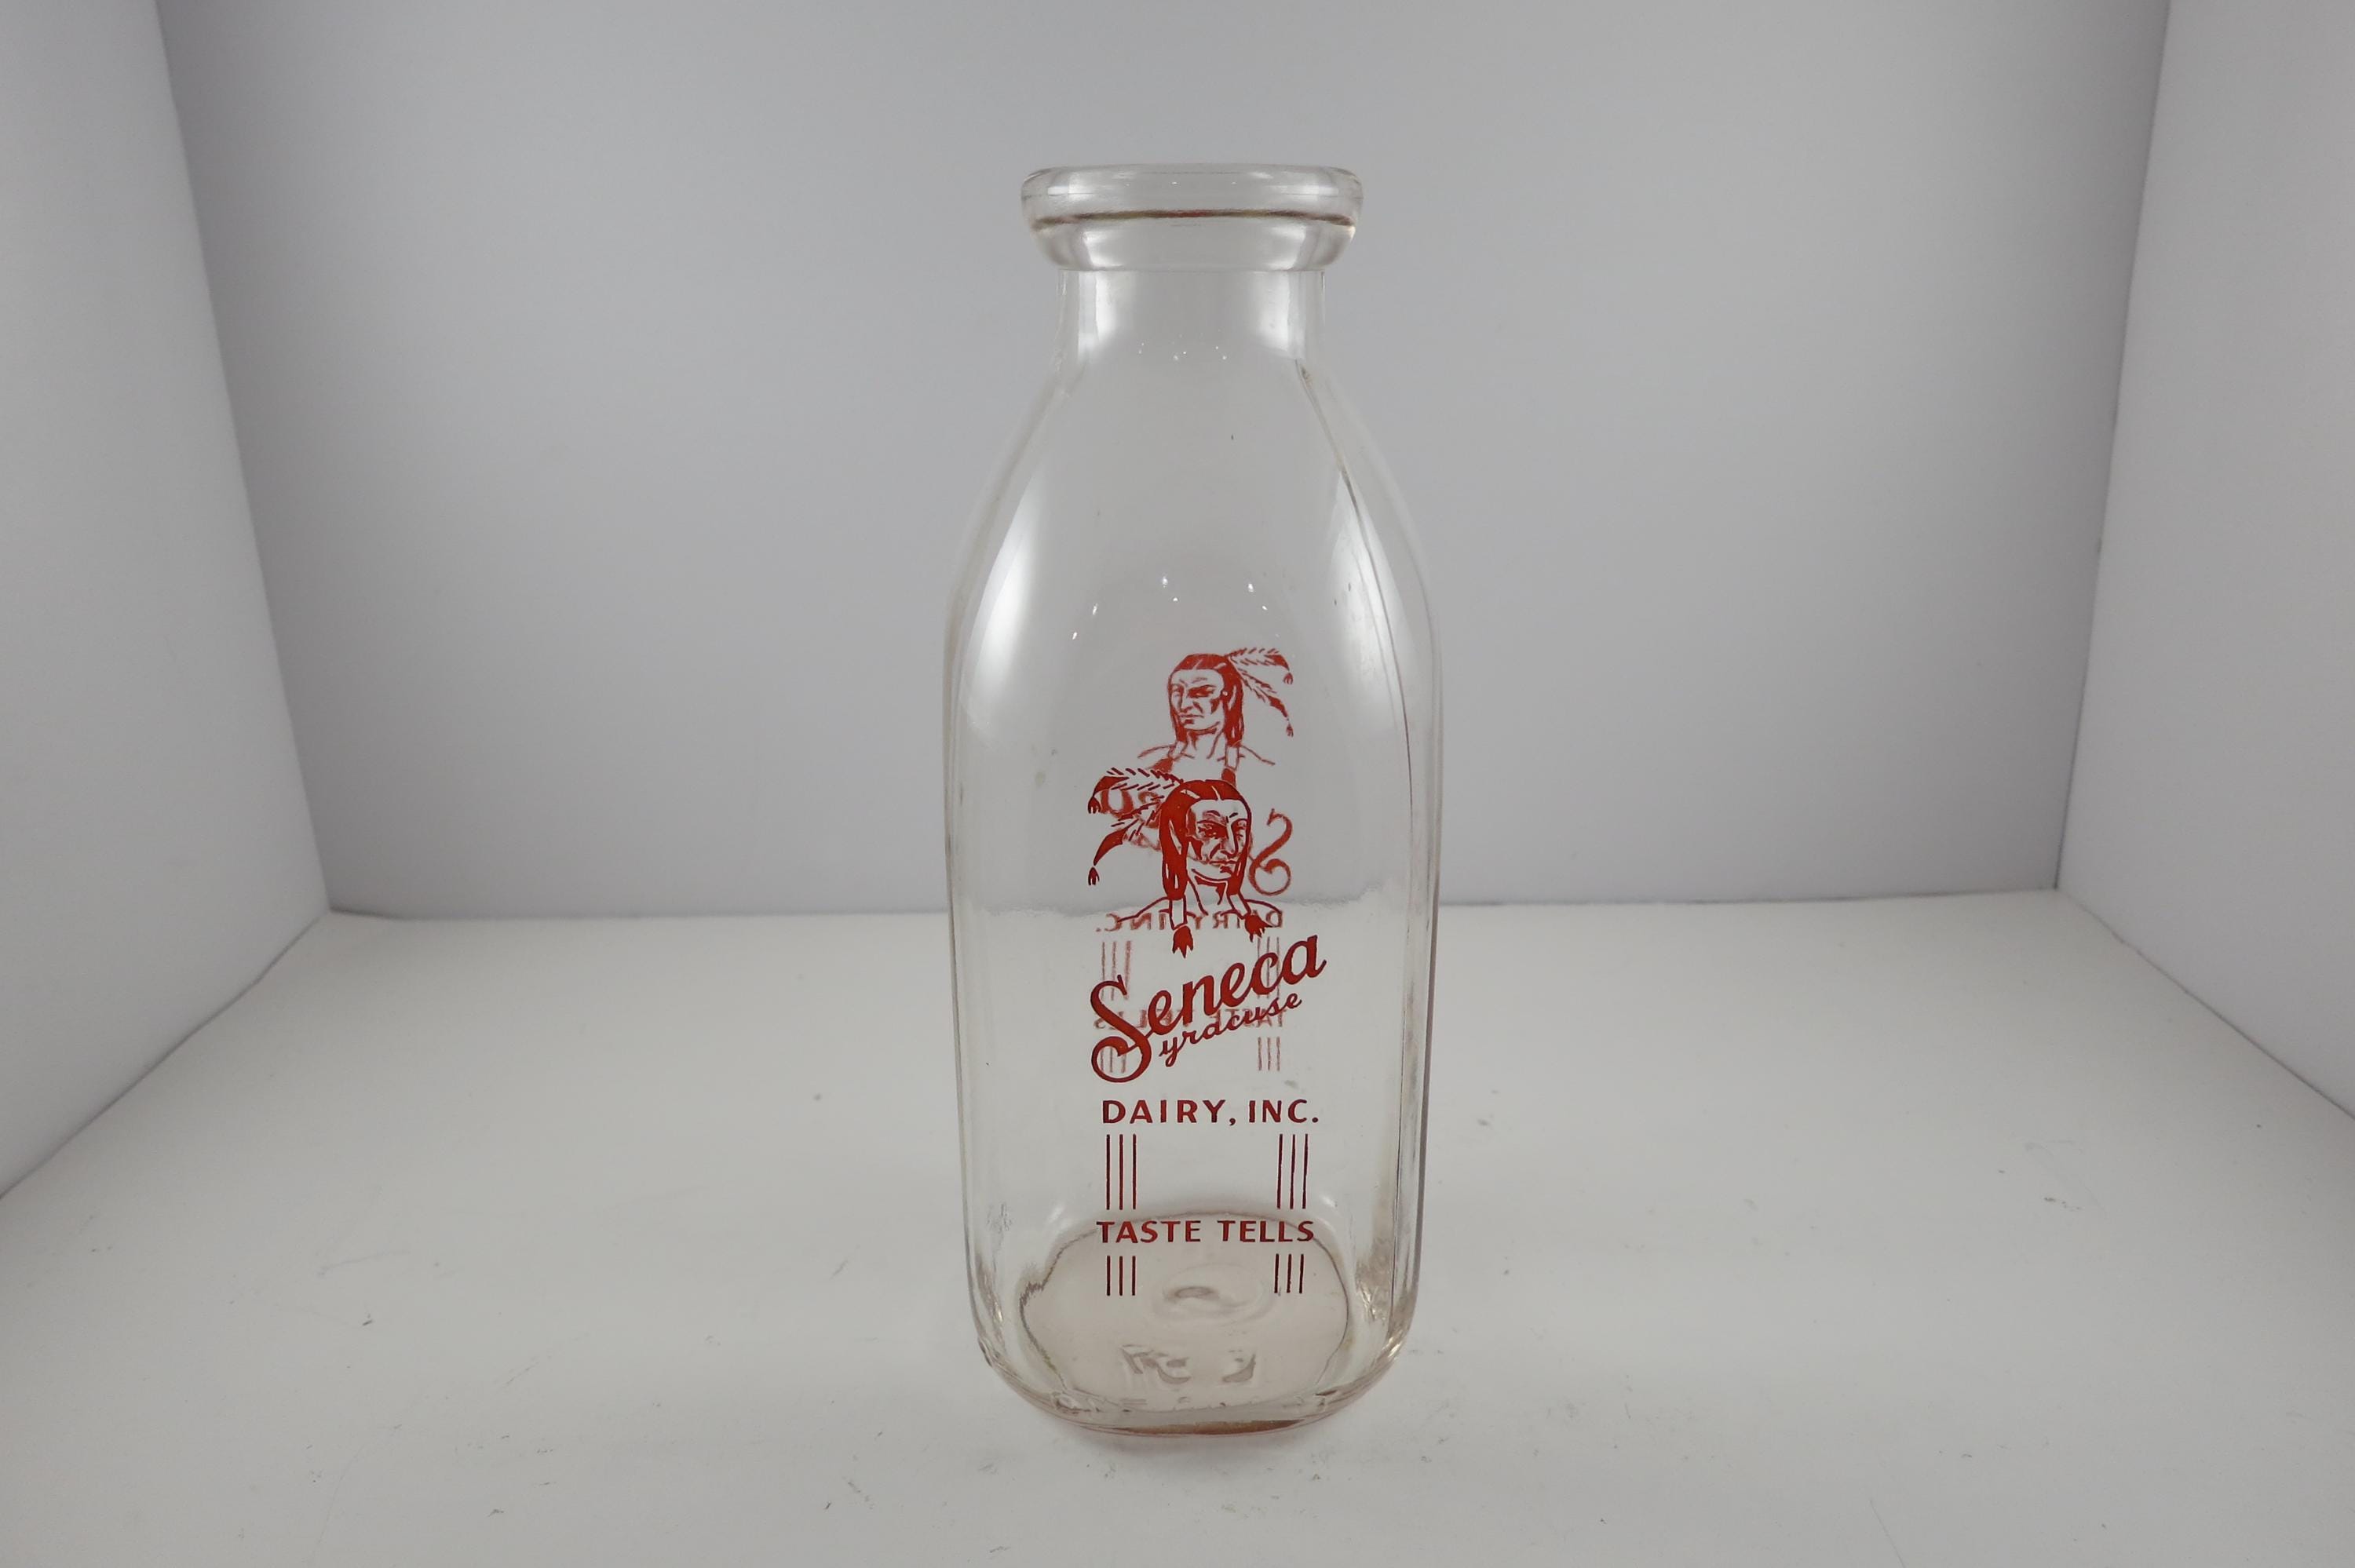 Seneca
Syracuse
DAIRY, INC.
TASTE TELLS